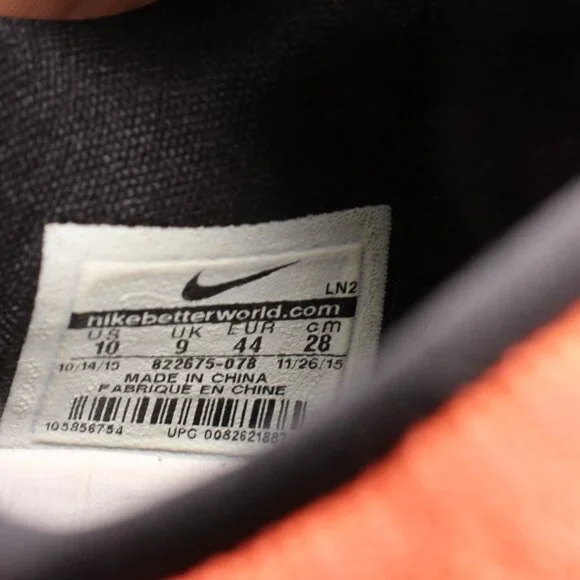 LN2
nikebetterworld.com
US UK EUR cm
10 9 44 28
10/14/15 822675-078 11/26/15
MADE IN CHINA
FABRIQUE EN CHINE
105856754 UPC 0082621887